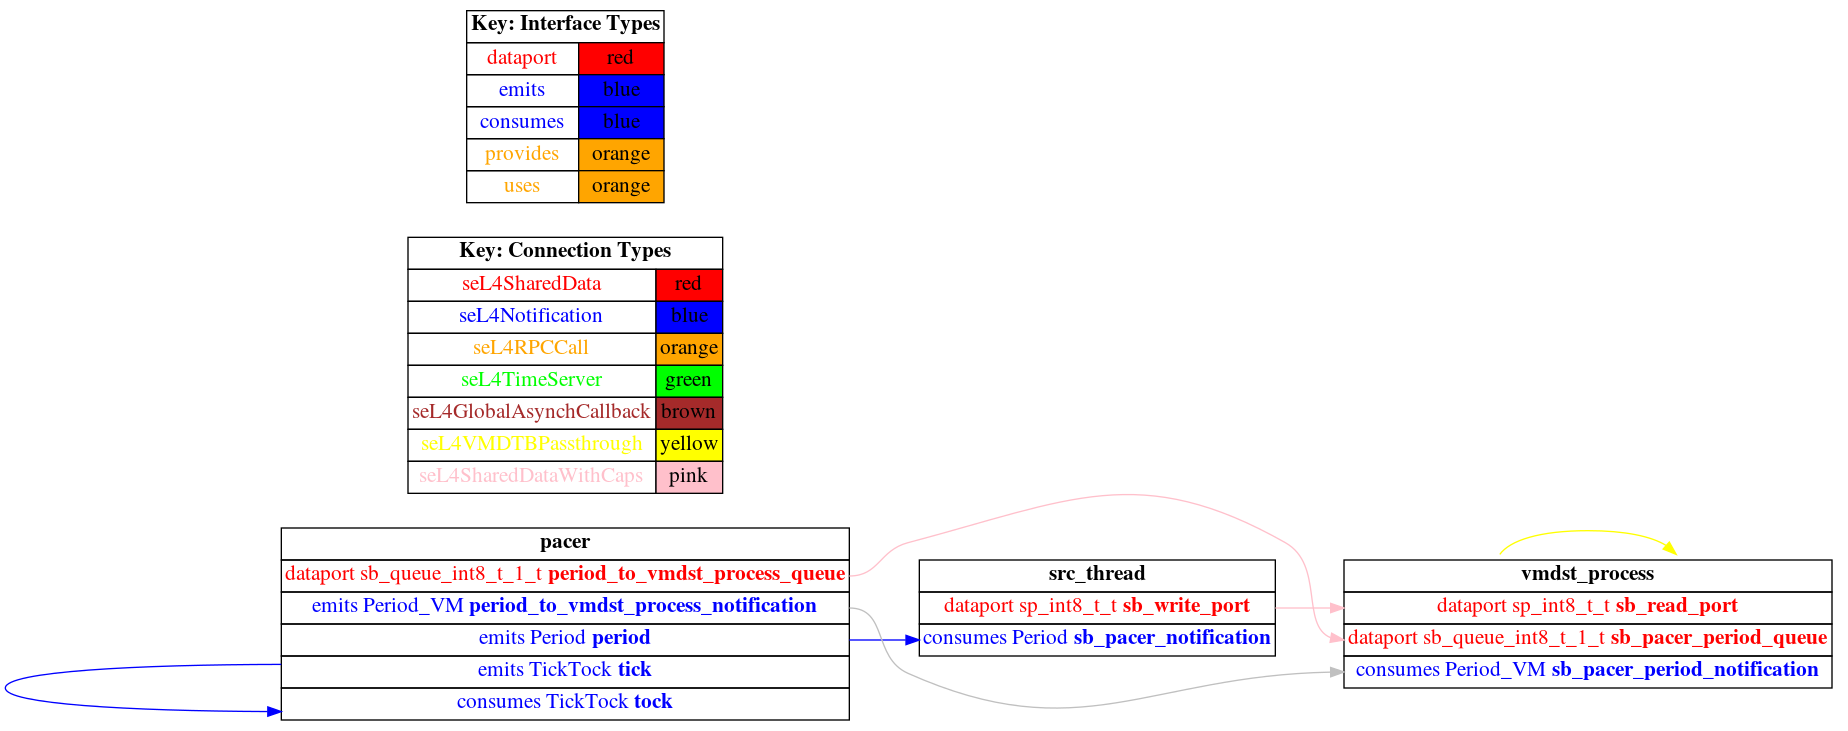 Key: Interface Types
dataport red
emits blue
consumes blue
provides orange
uses orange
Key: Connection Types
seL4SharedData red
seL4Notification blue
seL4RPCCall orange
seL4TimeServer green
seL4GlobalAsynchCallback brown
seL4VMDTBPassthrough yellow
seL4SharedDataWithCaps pink
pacer
dataport sb_queue_int8_t_1_t period_to_vmdst_process_queue
emits Period_VM period_to_vmdst_process_notification
emits Period period
emits TickTock tick
consumes TickTock tock
src_thread
dataport sp_int8_t_t sb_write_port
consumes Period sb_pacer_notification
vmdst_process
dataport sp_int8_t_t sb_read_port
dataport sb_queue_int8_t_1_t sb_pacer_period_queue
consumes Period_VM sb_pacer_period_notification